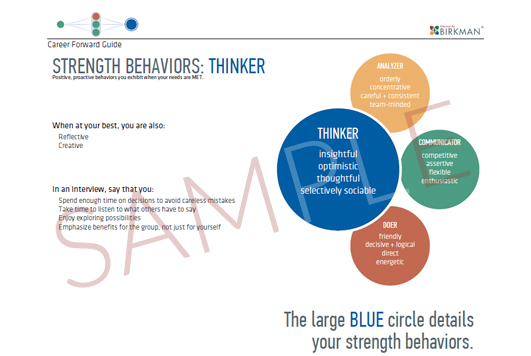 Powered By
BIRKMAN
Career Forward Guide
STRENGTH BEHAVIORS: THINKER
Positive, proactive behaviors you exhibit when your needs are MET.
When at your best, you are also:
Reflective
Creative
In an interview, say that you:
Spend enough time on decisions to avoid careless mistakes
Take time to listen to what others have to say
Enjoy exploring possibilities
Emphasize benefits for the group, not just for yourself
ANALYZER
orderly
concentrative
careful + consistent
team-minded
THINKER
insightful
optimistic
thoughtful
selectively sociable
COMMUNICATOR
competitive
assertive
flexible
enthusiastic
DOER
friendly
decisive + logical
direct
energetic
SAMPLE
The large BLUE circle details
your strength behaviors.